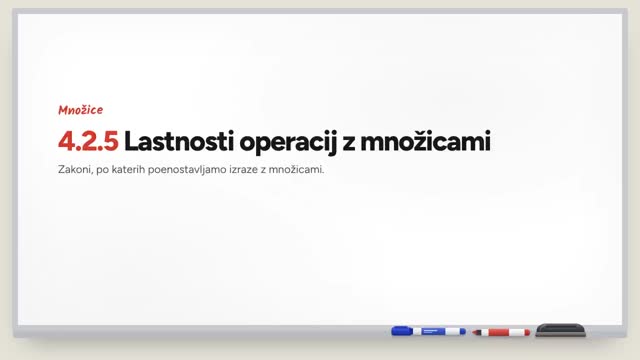 Množice
4.2.5 Lastnosti operacij z množicami
Zakoni, po katerih poenostavljamo izraze z množicami.